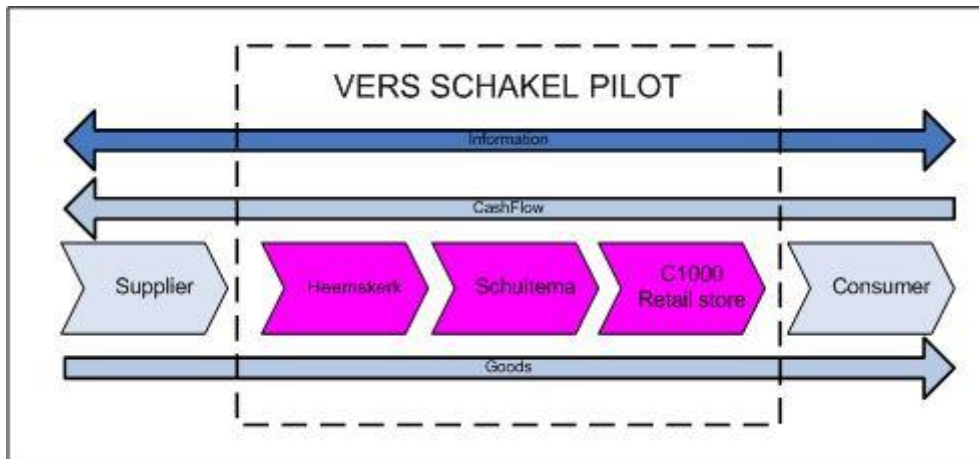 VERS SCHAKEL PILOT
Information
CashFlow
Supplier
Heemskerk
Schuitema
C1000
Retail store
Consumer
Goods